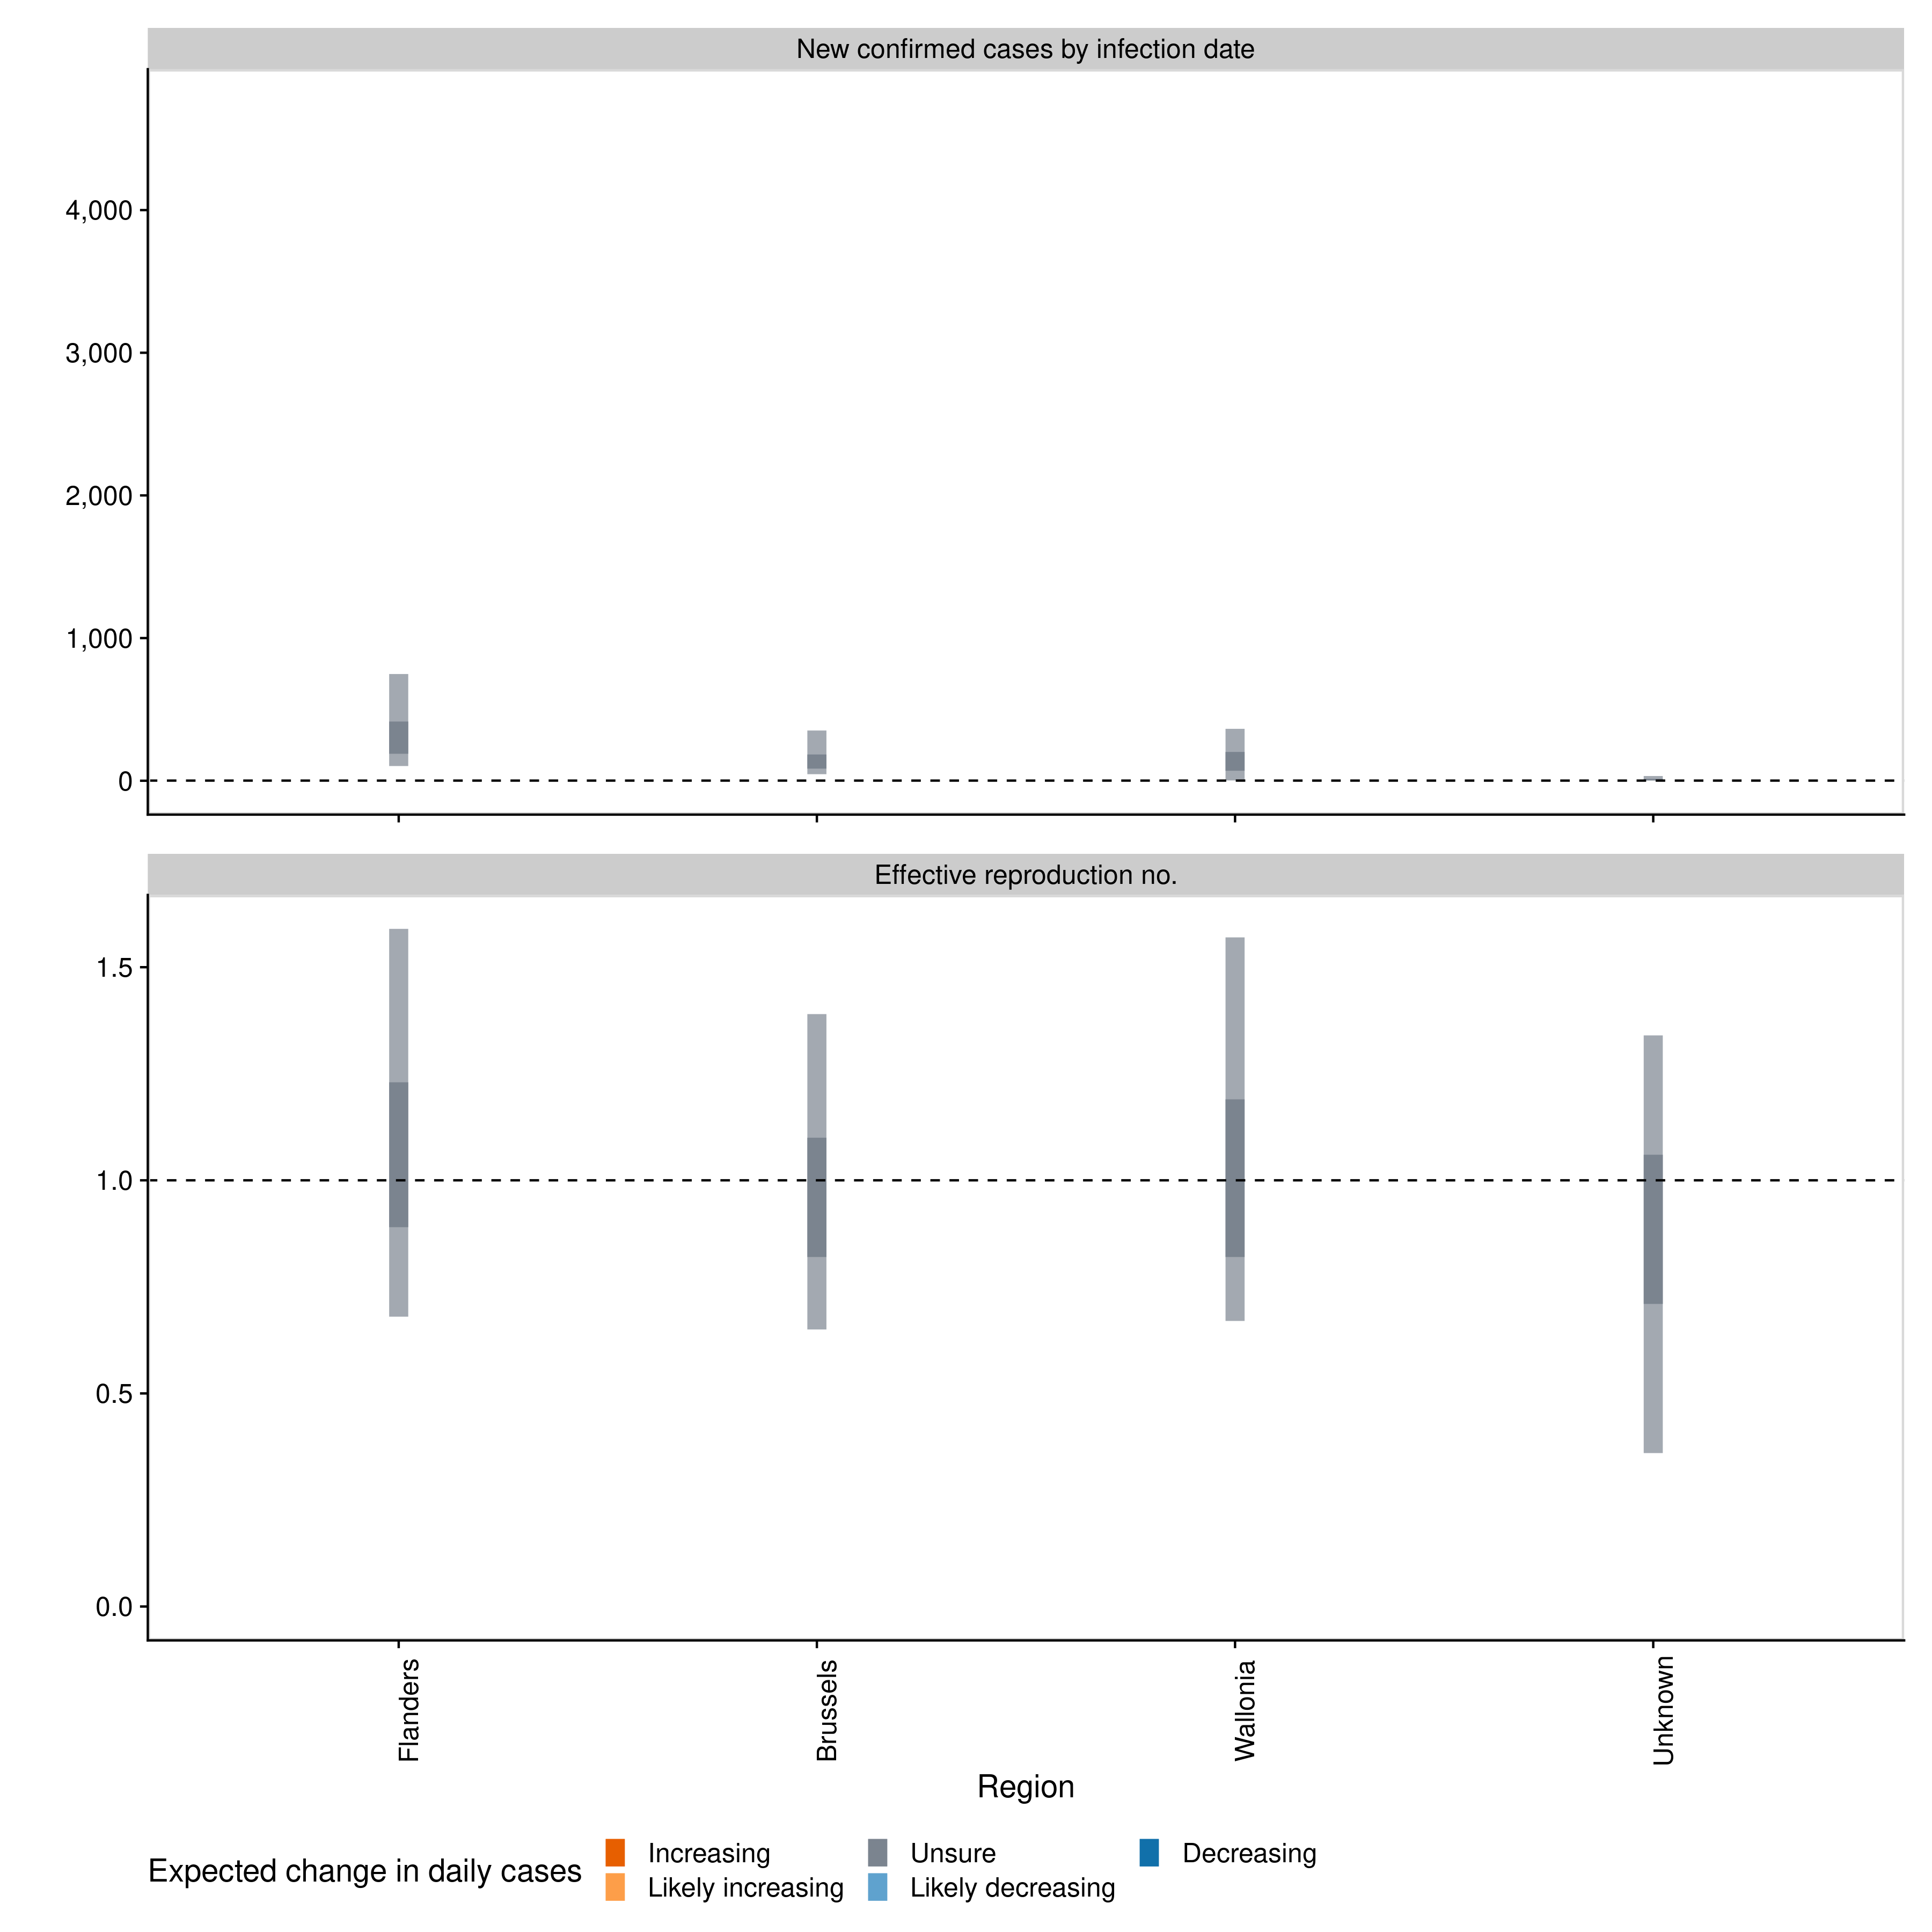 New confirmed cases by infection date
4,000
3,000
2,000
1,000
0
Effective reproduction no.
1.5
1.0
0.5
0.0
Flanders
Brussels
Wallonia
Unknown
Region
Expected change in daily cases
Increasing
Unsure
Decreasing
Likely increasing
Likely decreasing